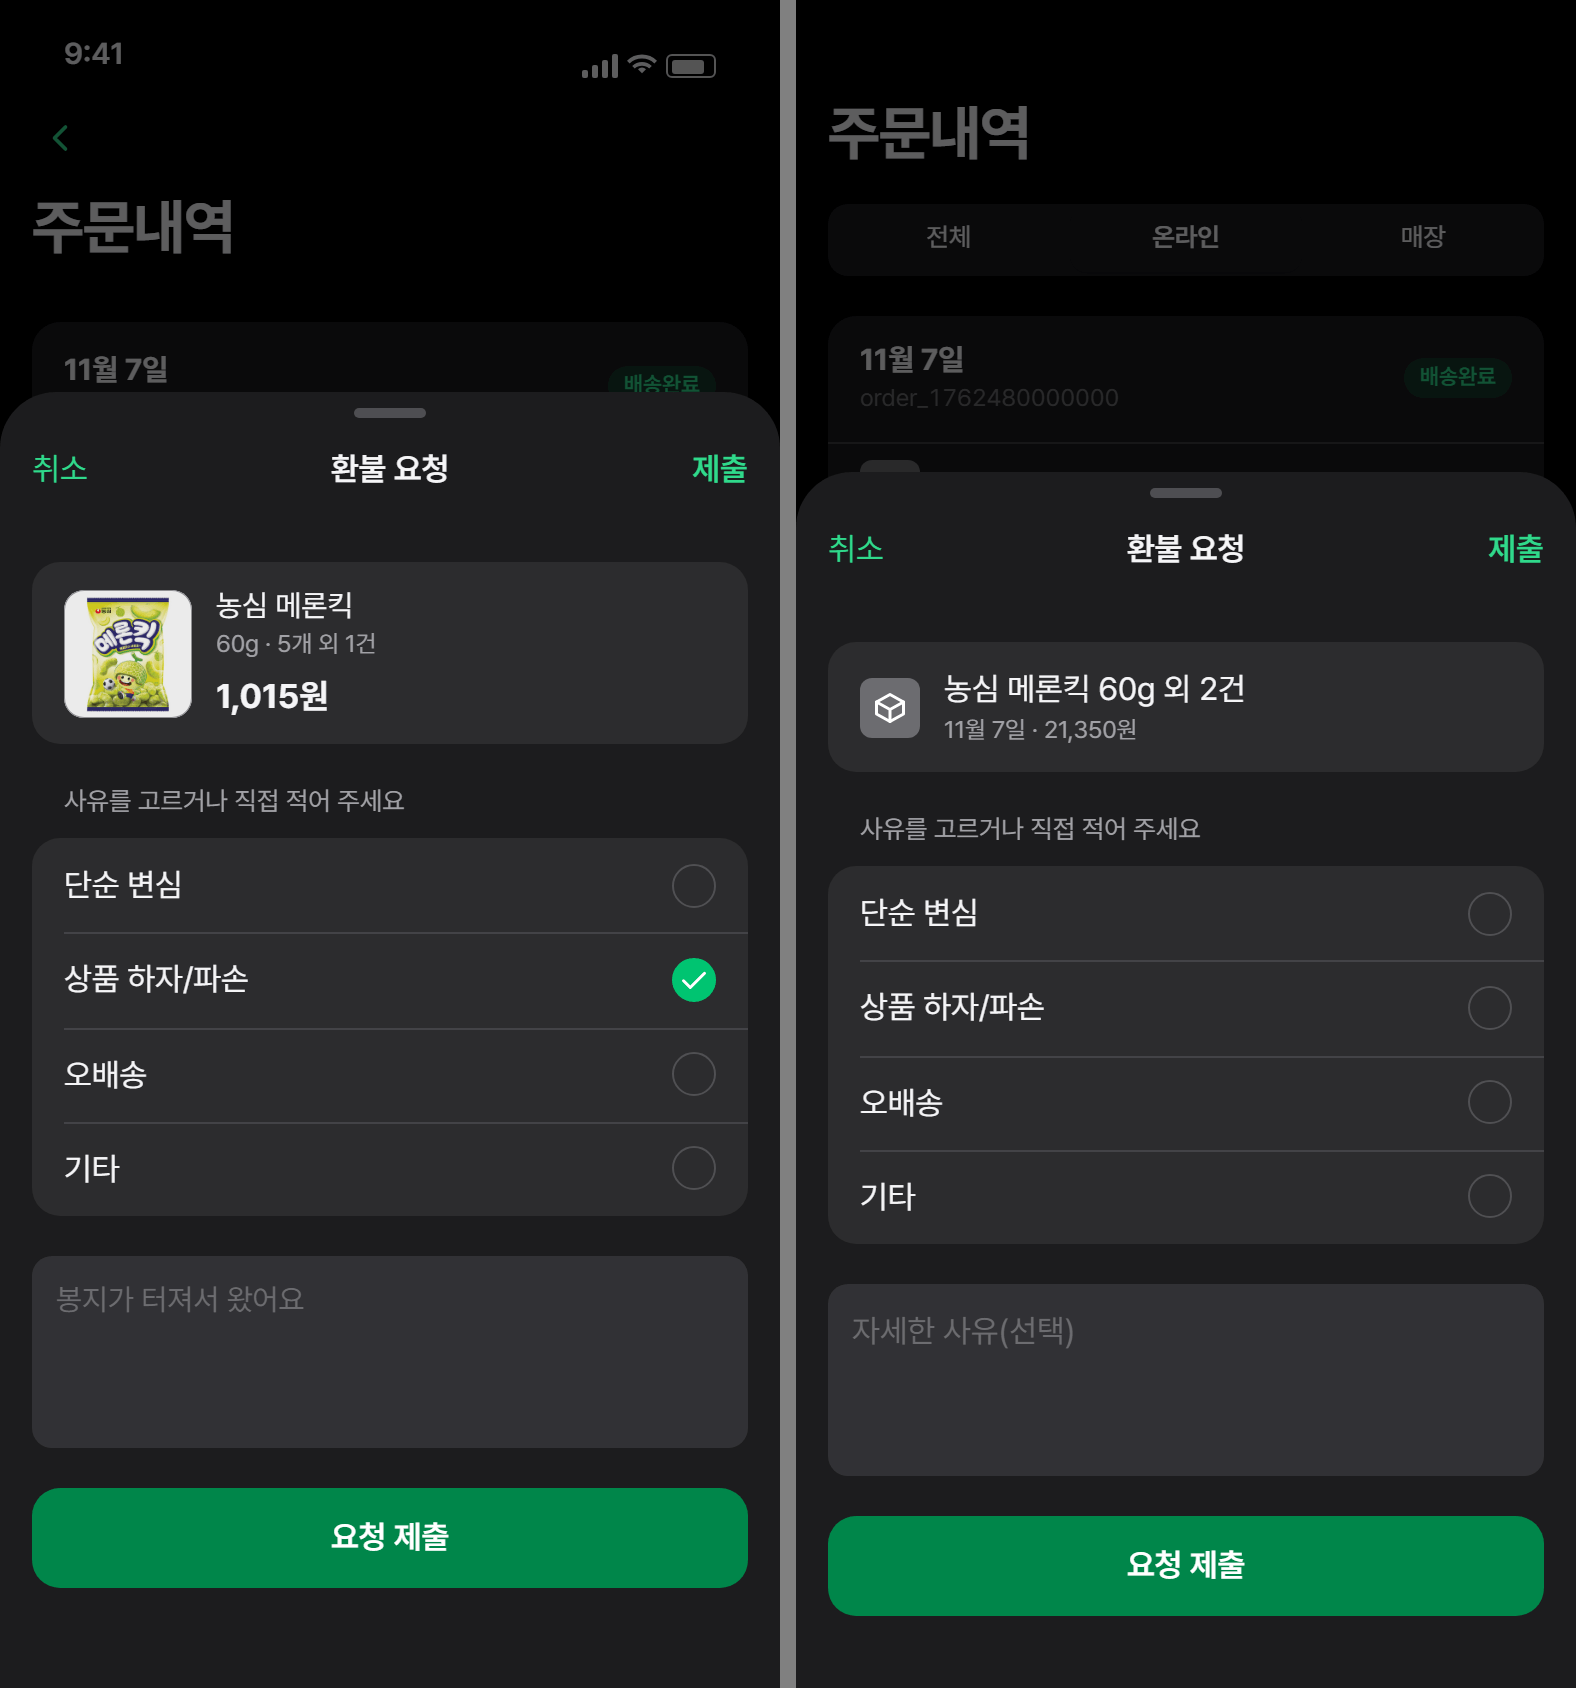 9:41
주문내역
11월 7일
배송완료
취소
환불 요청
제출
메론킥
농심 메론킥
60g · 5개 외 1건
1,015원
사유를 고르거나 직접 적어 주세요
단순 변심
상품 하자/파손
오배송
기타
봉지가 터져서 왔어요
요청 제출
주문내역
전체
온라인
매장
11월 7일
order_1762480000000
배송완료
취소
환불 요청
제출
농심 메론킥 60g 외 2건
11월 7일 · 21,350원
사유를 고르거나 직접 적어 주세요
단순 변심
상품 하자/파손
오배송
기타
자세한 사유(선택)
요청 제출